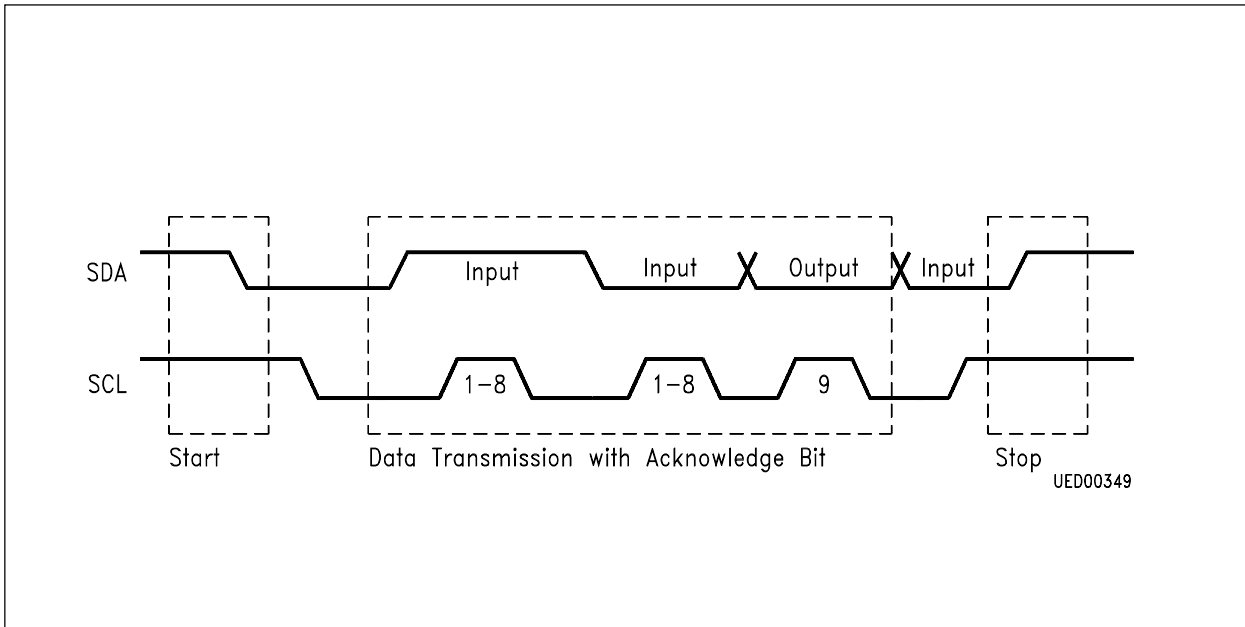 SDA
Input
Input
Output
Input
SCL
1-8
1-8
9
Start
Data Transmission with Acknowledge Bit
Stop
UED00349